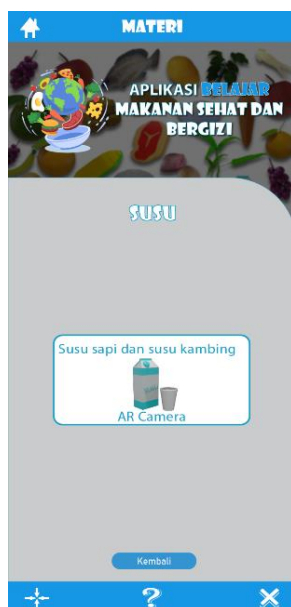 MATERI
APLIKASI BELAJAR
MAKANAN SEHAT DAN
BERGIZI
SUSU
Susu sapi dan susu kambing
AR Camera
Kembali
?